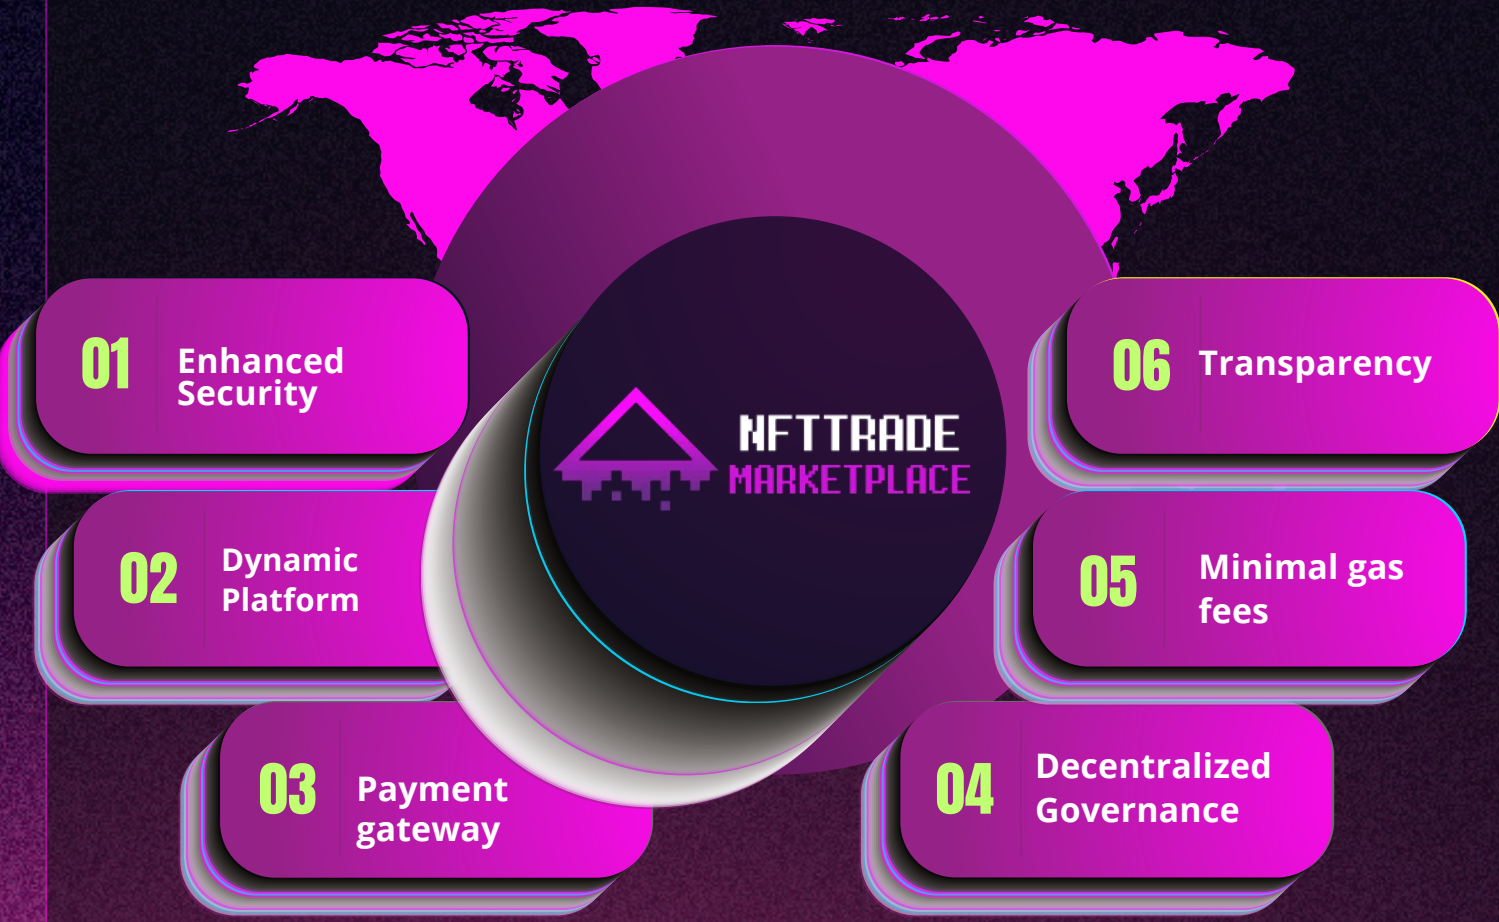 01
Enhanced
Security
02
Dynamic
Platform
03
Payment
gateway
NFTTRADE
MARKETPLACE
06
Transparency
05
Minimal gas
fees
04
Decentralized
Governance